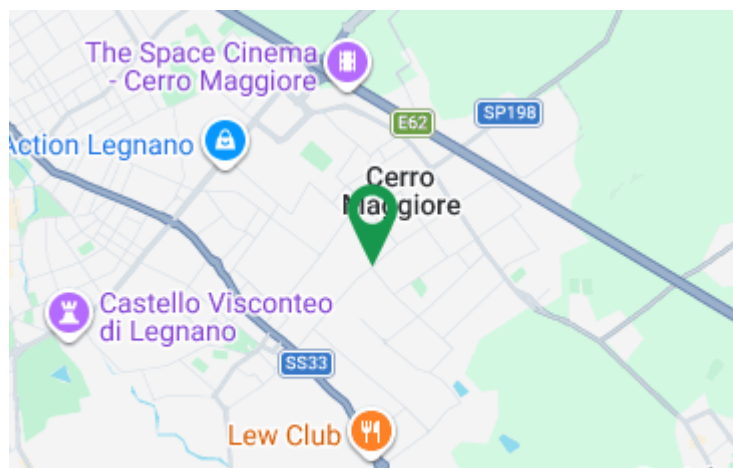 The Space Cinema
- Cerro Maggiore
E62
SP198
Action Legnano
Cerro
Maggiore
Castello Visconteo
di Legnano
SS33
Lew Club